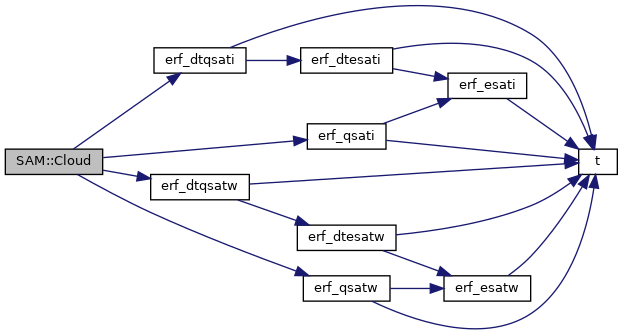 SAM::Cloud
erf_dtqsati
erf_dtesati
erf_esati
erf_qsati
t
erf_dtqsatw
erf_dtesatw
erf_qsatw
erf_esatw